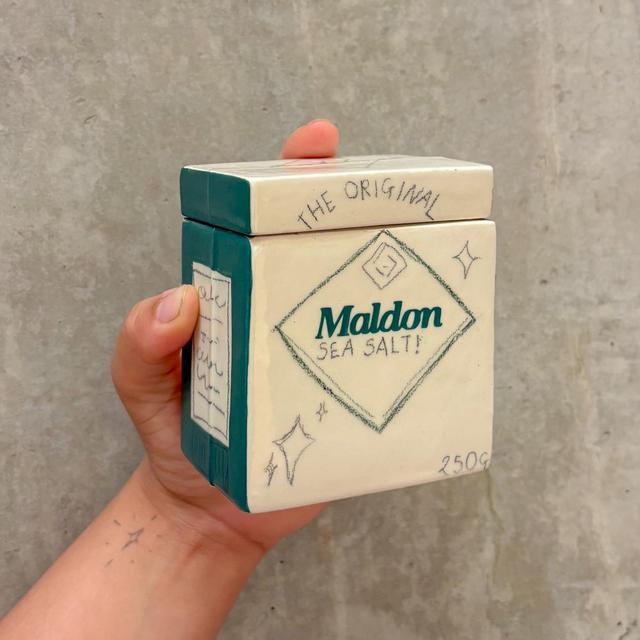 THE ORIGINAL
Maldon
SEA SALT!
250G